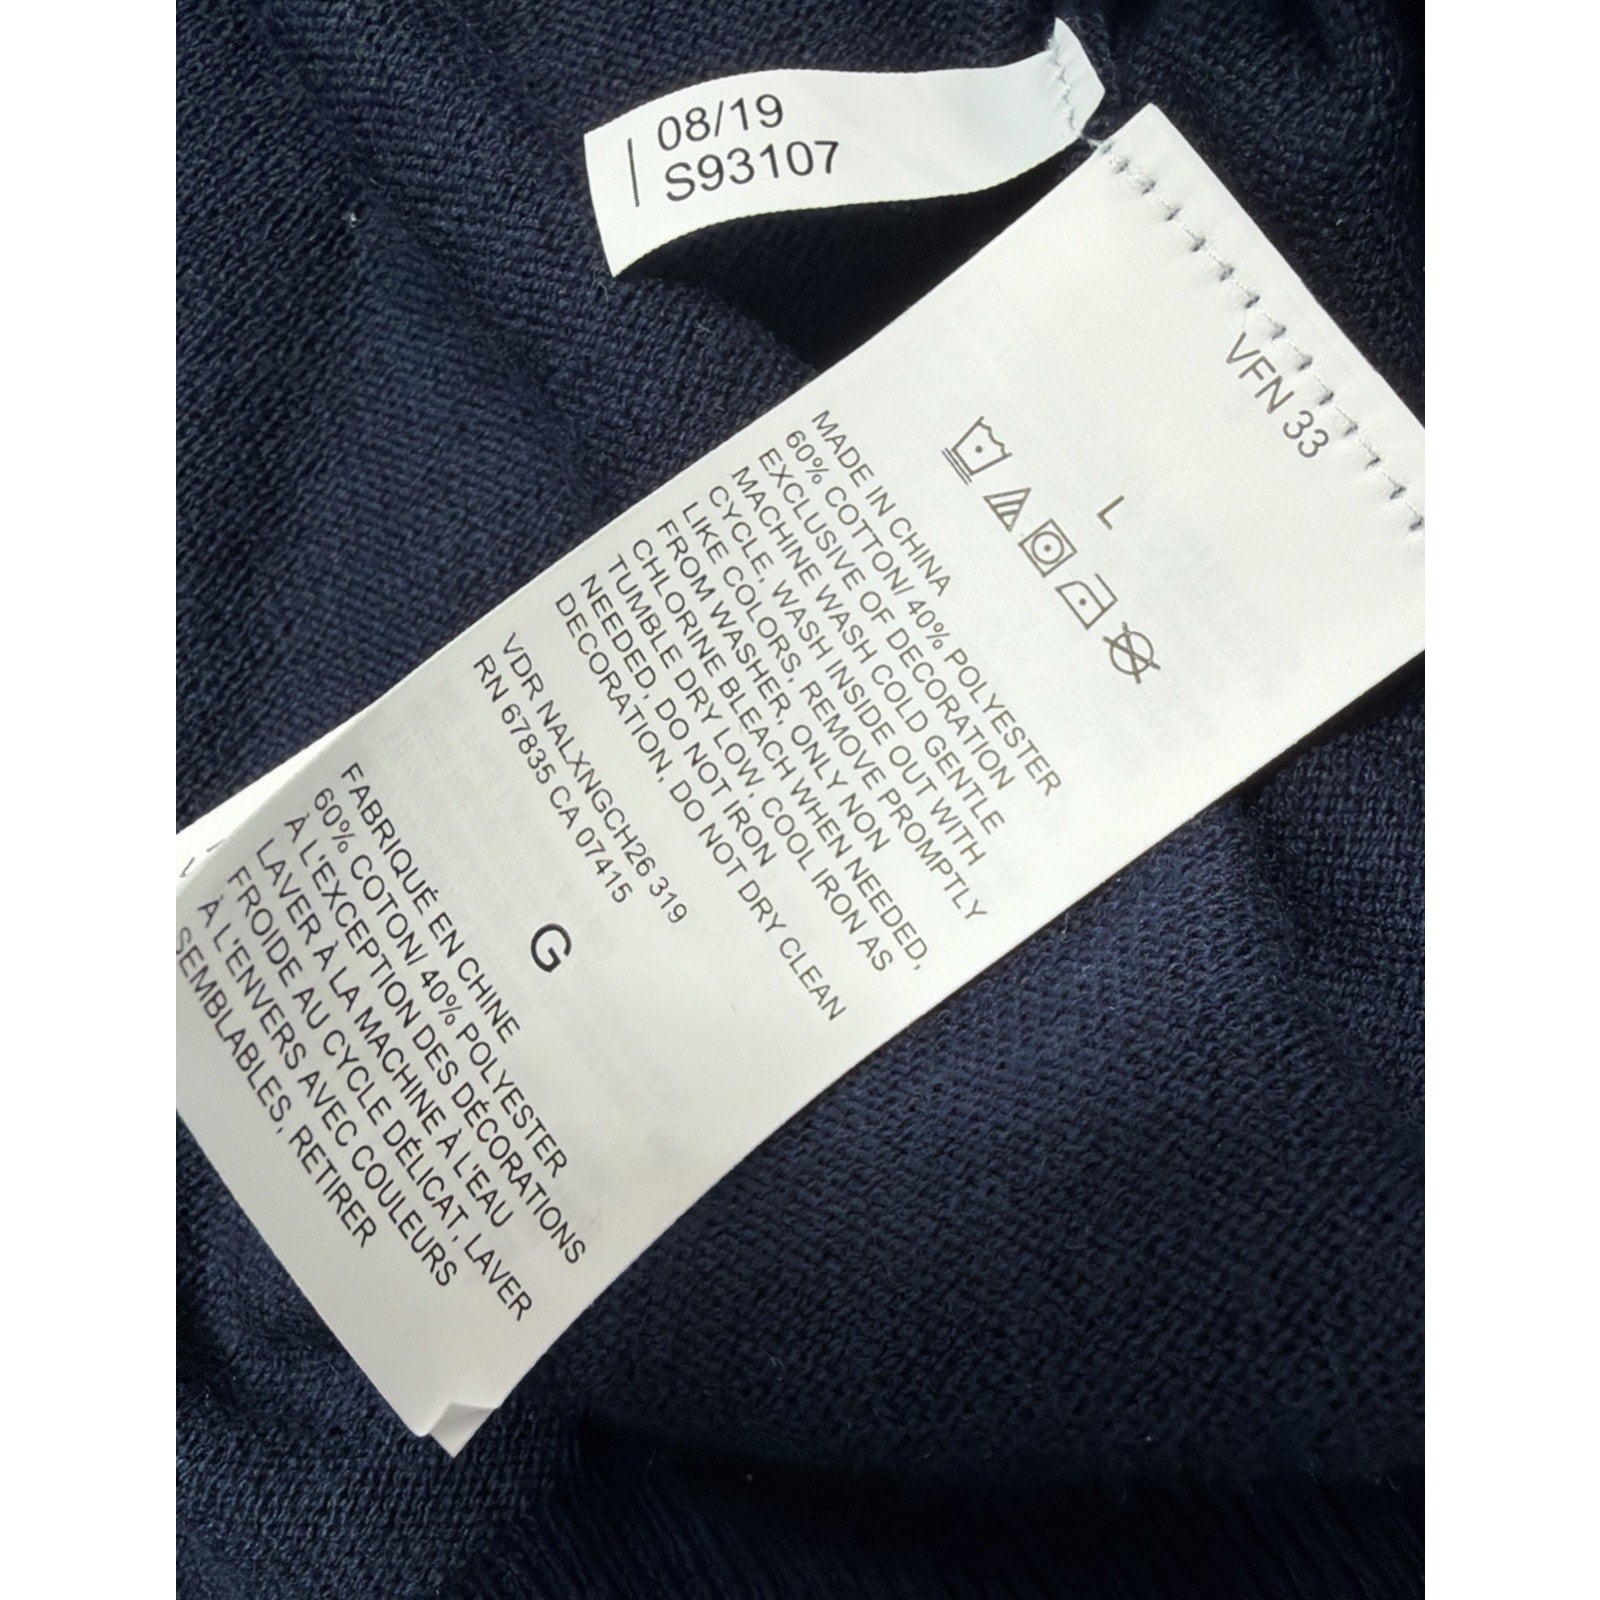 08/19
S93107
VFN 33
L
MADE IN CHINA
60% COTTON/ 40% POLYESTER
EXCLUSIVE OF DECORATION
MACHINE WASH COLD GENTLE
CYCLE, WASH INSIDE OUT WITH
LIKE COLORS, REMOVE PROMPTLY
FROM WASHER, ONLY NON
CHLORINE BLEACH WHEN NEEDED,
TUMBLE DRY LOW, COOL IRON AS
NEEDED, DO NOT IRON
DECORATION, DO NOT DRY CLEAN
VDR NALXNGCH26 319
RN 67835 CA 07415
G
FABRIQUÉ EN CHINE
60% COTON/ 40% POLYESTER
À L'EXCEPTION DES DÉCORATIONS
LAVER À LA MACHINE À L'EAU
FROIDE AU CYCLE DÉLICAT, LAVER
À L'ENVERS AVEC COULEURS
SEMBLABLES, RETIRER